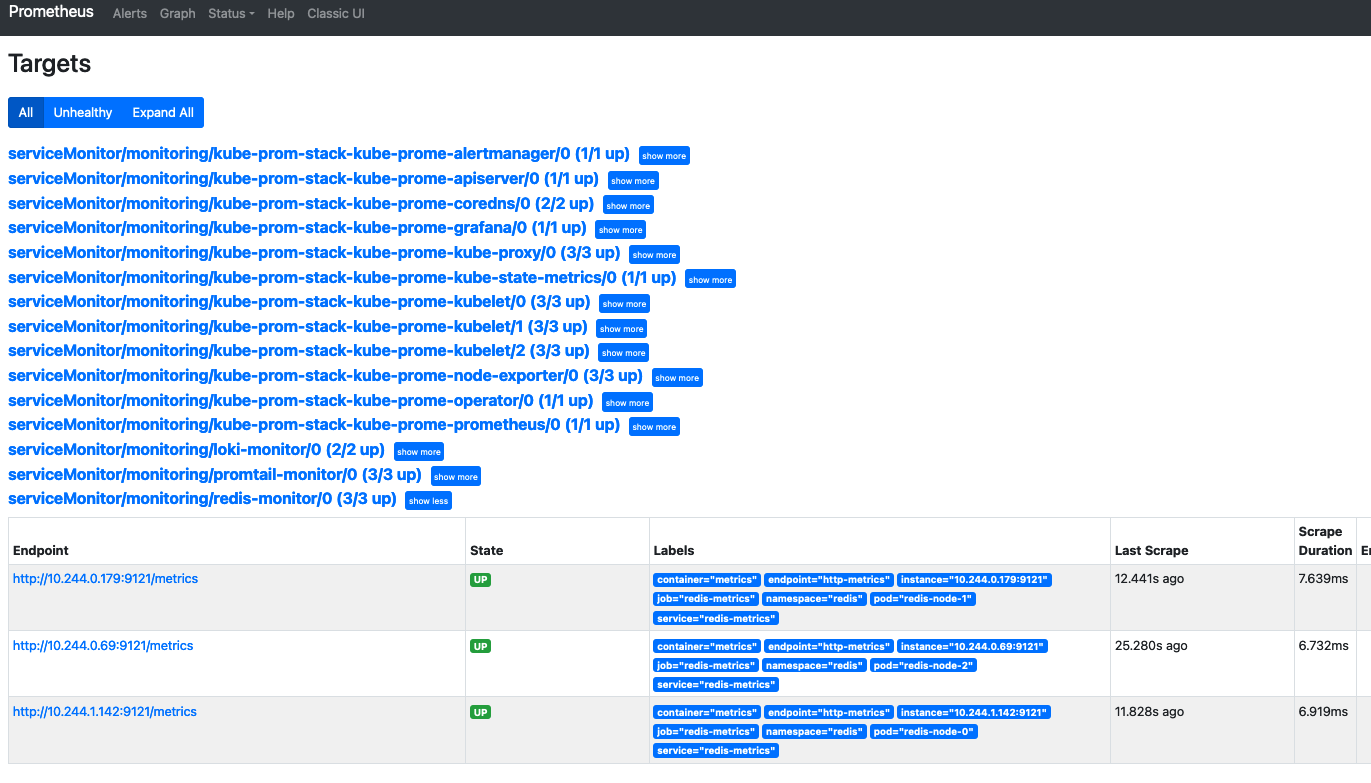 Prometheus Alerts Graph Status Help Classic UI
Targets
All Unhealthy Expand All
serviceMonitor/monitoring/kube-prom-stack-kube-prome-alertmanager/0 (1/1 up) show more
serviceMonitor/monitoring/kube-prom-stack-kube-prome-apiserver/0 (1/1 up) show more
serviceMonitor/monitoring/kube-prom-stack-kube-prome-coredns/0 (2/2 up) show more
serviceMonitor/monitoring/kube-prom-stack-kube-prome-grafana/0 (1/1 up) show more
serviceMonitor/monitoring/kube-prom-stack-kube-prome-kube-proxy/0 (3/3 up) show more
serviceMonitor/monitoring/kube-prom-stack-kube-prome-kube-state-metrics/0 (1/1 up) show more
serviceMonitor/monitoring/kube-prom-stack-kube-prome-kubelet/0 (3/3 up) show more
serviceMonitor/monitoring/kube-prom-stack-kube-prome-kubelet/1 (3/3 up) show more
serviceMonitor/monitoring/kube-prom-stack-kube-prome-kubelet/2 (3/3 up) show more
serviceMonitor/monitoring/kube-prom-stack-kube-prome-node-exporter/0 (3/3 up) show more
serviceMonitor/monitoring/kube-prom-stack-kube-prome-operator/0 (1/1 up) show more
serviceMonitor/monitoring/kube-prom-stack-kube-prome-prometheus/0 (1/1 up) show more
serviceMonitor/monitoring/loki-monitor/0 (2/2 up) show more
serviceMonitor/monitoring/promtail-monitor/0 (3/3 up) show more
serviceMonitor/monitoring/redis-monitor/0 (3/3 up) show less
Scrape
Endpoint State Labels Last Scrape Duration
http://10.244.0.179:9121/metrics UP container="metrics" endpoint="http-metrics" instance="10.244.0.179:9121" 12.441s ago 7.639ms
job="redis-metrics" namespace="redis" pod="redis-node-1"
service="redis-metrics"
http://10.244.0.69:9121/metrics UP container="metrics" endpoint="http-metrics" instance="10.244.0.69:9121" 25.280s ago 6.732ms
job="redis-metrics" namespace="redis" pod="redis-node-2"
service="redis-metrics"
http://10.244.1.142:9121/metrics UP container="metrics" endpoint="http-metrics" instance="10.244.1.142:9121" 11.828s ago 6.919ms
job="redis-metrics" namespace="redis" pod="redis-node-0"
service="redis-metrics"